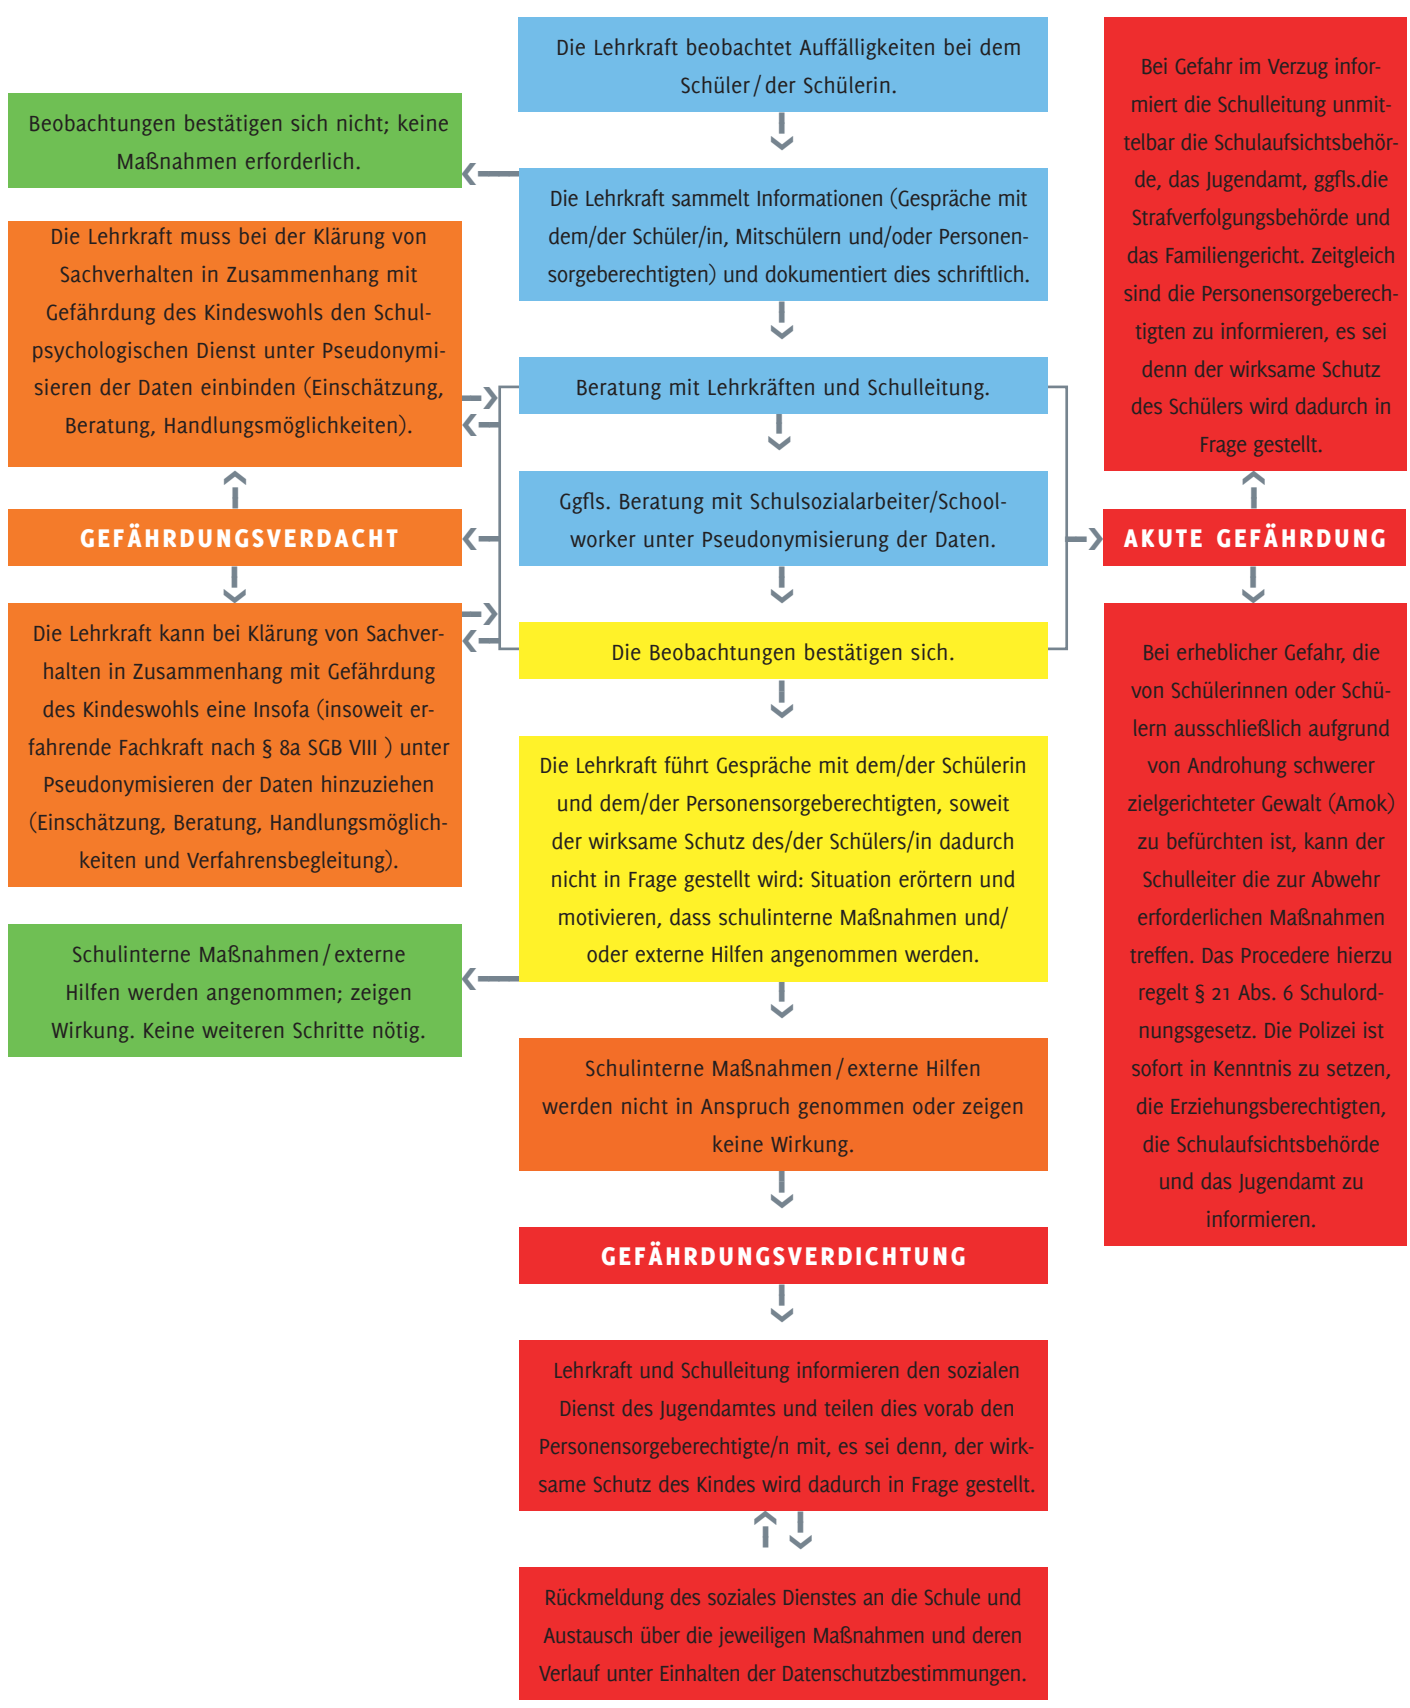 Die Lehrkraft beobachtet Auffälligkeiten bei dem
Schüler / der Schülerin.
Beobachtungen bestätigen sich nicht; keine
Maßnahmen erforderlich.
Die Lehrkraft sammelt Informationen (Gespräche mit
dem/der Schüler/in, Mitschülern und/oder Personen-
sorgeberechtigten) und dokumentiert dies schriftlich.
Die Lehrkraft muss bei der Klärung von
Sachverhalten in Zusammenhang mit
Gefährdung des Kindeswohls den Schul-
psychologischen Dienst unter Pseudonymi-
sieren der Daten einbinden (Einschätzung,
Beratung, Handlungsmöglichkeiten).
Beratung mit Lehrkräften und Schulleitung.
Ggfls. Beratung mit Schulsozialarbeiter/School-
worker unter Pseudonymisierung der Daten.
GEFÄHRDUNGSVERDACHT
Die Lehrkraft kann bei Klärung von Sachver-
halten in Zusammenhang mit Gefährdung
des Kindeswohls eine Insofa (insoweit er-
fahrende Fachkraft nach § 8a SGB VIII ) unter
Pseudonymisieren der Daten hinzuziehen
(Einschätzung, Beratung, Handlungsmöglich-
keiten und Verfahrensbegleitung).
Die Beobachtungen bestätigen sich.
Die Lehrkraft führt Gespräche mit dem/der Schülerin
und dem/der Personensorgeberechtigten, soweit
der wirksame Schutz des/der Schülers/in dadurch
nicht in Frage gestellt wird: Situation erörtern und
motivieren, dass schulinterne Maßnahmen und/
oder externe Hilfen angenommen werden.
Schulinterne Maßnahmen / externe
Hilfen werden angenommen; zeigen
Wirkung. Keine weiteren Schritte nötig.
Schulinterne Maßnahmen / externe Hilfen
werden nicht in Anspruch genommen oder zeigen
keine Wirkung.
GEFÄHRDUNGSVERDICHTUNG
Lehrkraft und Schulleitung informieren den sozialen
Dienst des Jugendamtes und teilen dies vorab den
Personensorgeberechtigte/n mit, es sei denn, der wirk-
same Schutz des Kindes wird dadurch in Frage gestellt.
Rückmeldung des soziales Dienstes an die Schule und
Austausch über die jeweiligen Maßnahmen und deren
Verlauf unter Einhalten der Datenschutzbestimmungen.
Bei Gefahr im Verzug infor-
miert die Schulleitung unmit-
telbar die Schulaufsichtsbehör-
de, das Jugendamt, ggfls.die
Strafverfolgungsbehörde und
das Familiengericht. Zeitgleich
sind die Personensorgeberech-
tigten zu informieren, es sei
denn der wirksame Schutz
des Schülers wird dadurch in
Frage gestellt.
AKUTE GEFÄHRDUNG
Bei erheblicher Gefahr, die
von Schülerinnen oder Schü-
lern ausschließlich aufgrund
von Androhung schwerer
zielgerichteter Gewalt (Amok)
zu befürchten ist, kann der
Schulleiter die zur Abwehr
erforderlichen Maßnahmen
treffen. Das Procedere hierzu
regelt § 21 Abs. 6 Schulord-
nungsgesetz. Die Polizei ist
sofort in Kenntnis zu setzen,
die Erziehungsberechtigten,
die Schulaufsichtsbehörde
und das Jugendamt zu
informieren.